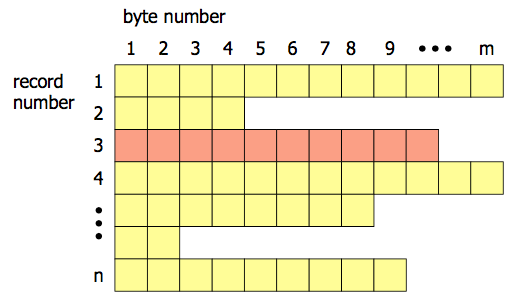 byte number
1 2 3 4 5 6 7 8 9 ••• m
record
number
1
2
3
4
•
•
•
n